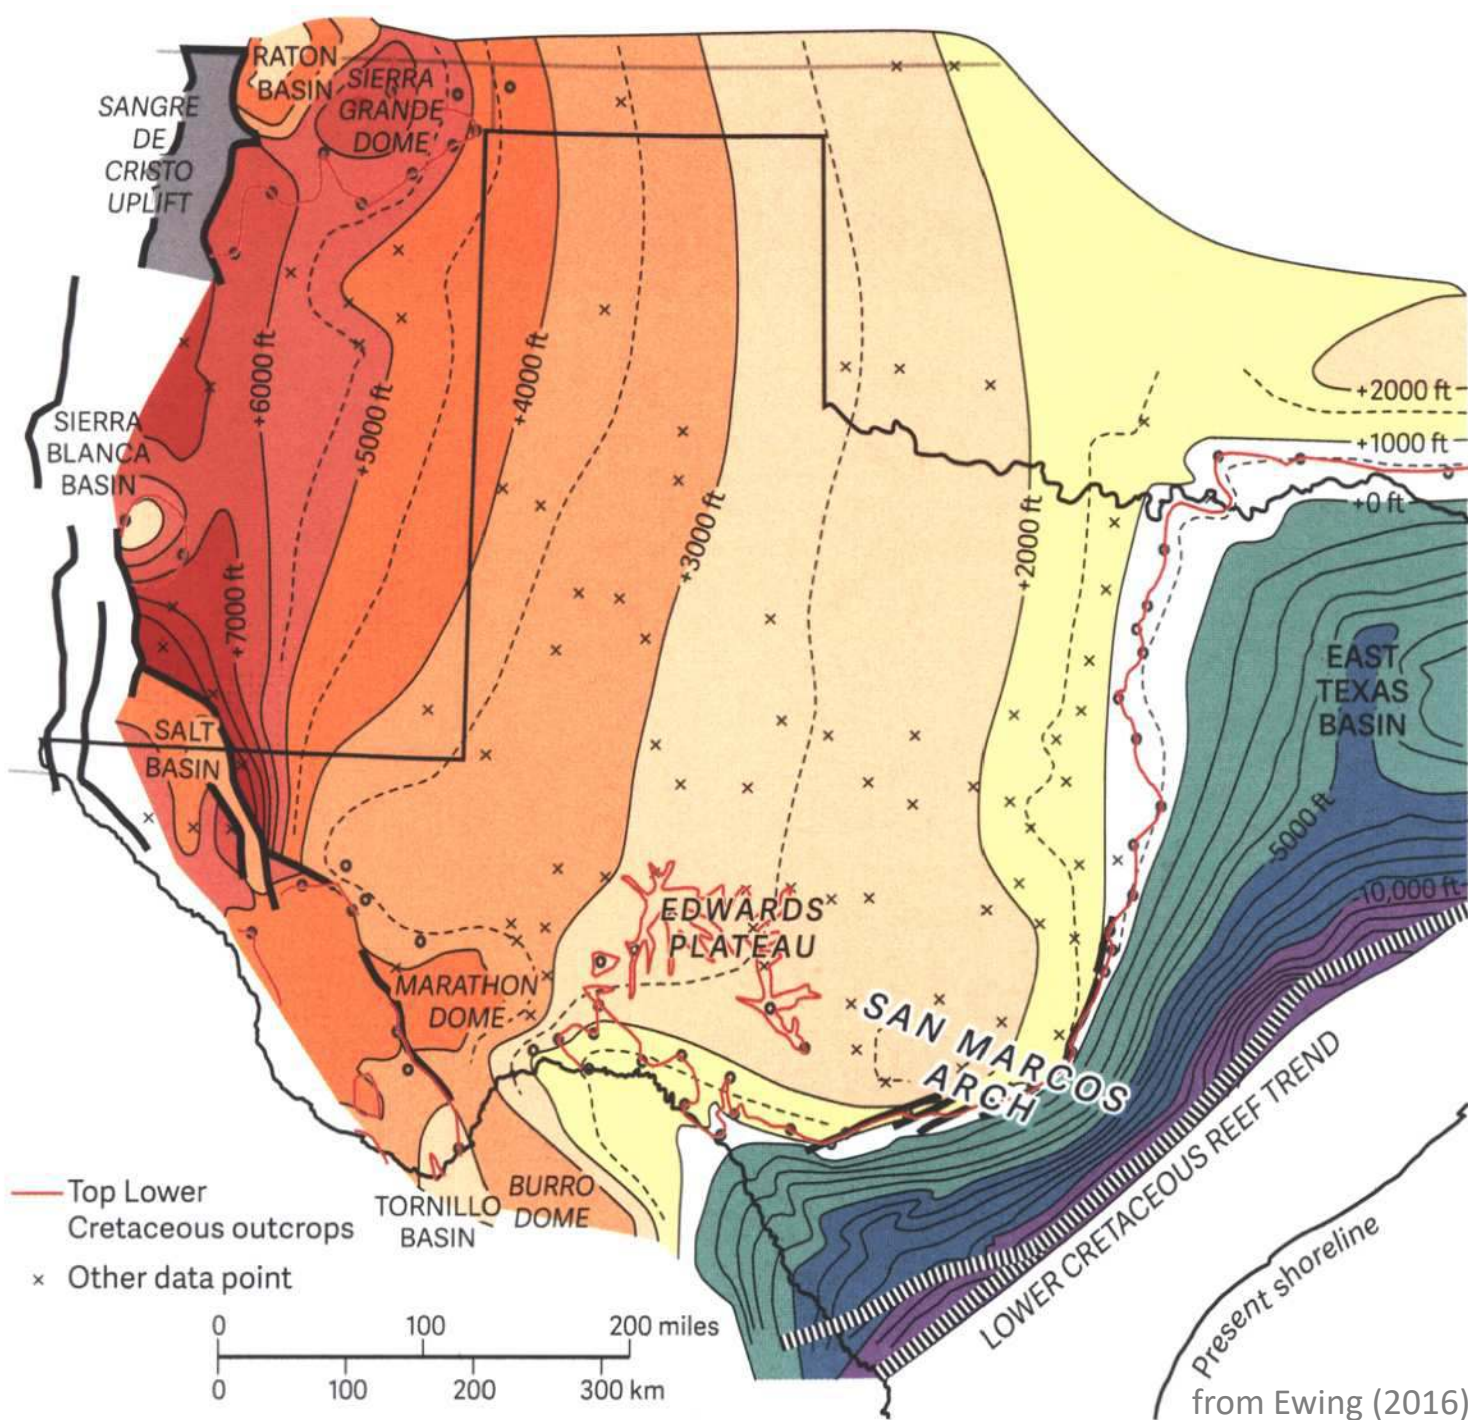 RATON
BASIN
SIERRA
GRANDE
DOME
SANGRE
DE
CRISTO
UPLIFT
+6000 ft
+5000 ft
+4000 ft
+2000 ft
+1000 ft
+0 ft
SIERRA
BLANCA
BASIN
+7000 ft
+3000 ft
+2000 ft
EAST
TEXAS
BASIN
SALT
BASIN
-5000 ft
-10,000 ft
EDWARDS
PLATEAU
MARATHON
DOME
SAN MARCOS
ARCH
LOWER CRETACEOUS REEF TREND
TORNILLO
BASIN
BURRO
DOME
Present shoreline
Top Lower
Cretaceous outcrops
× Other data point
0 100 200 miles
0 100 200 300 km
from Ewing (2016)